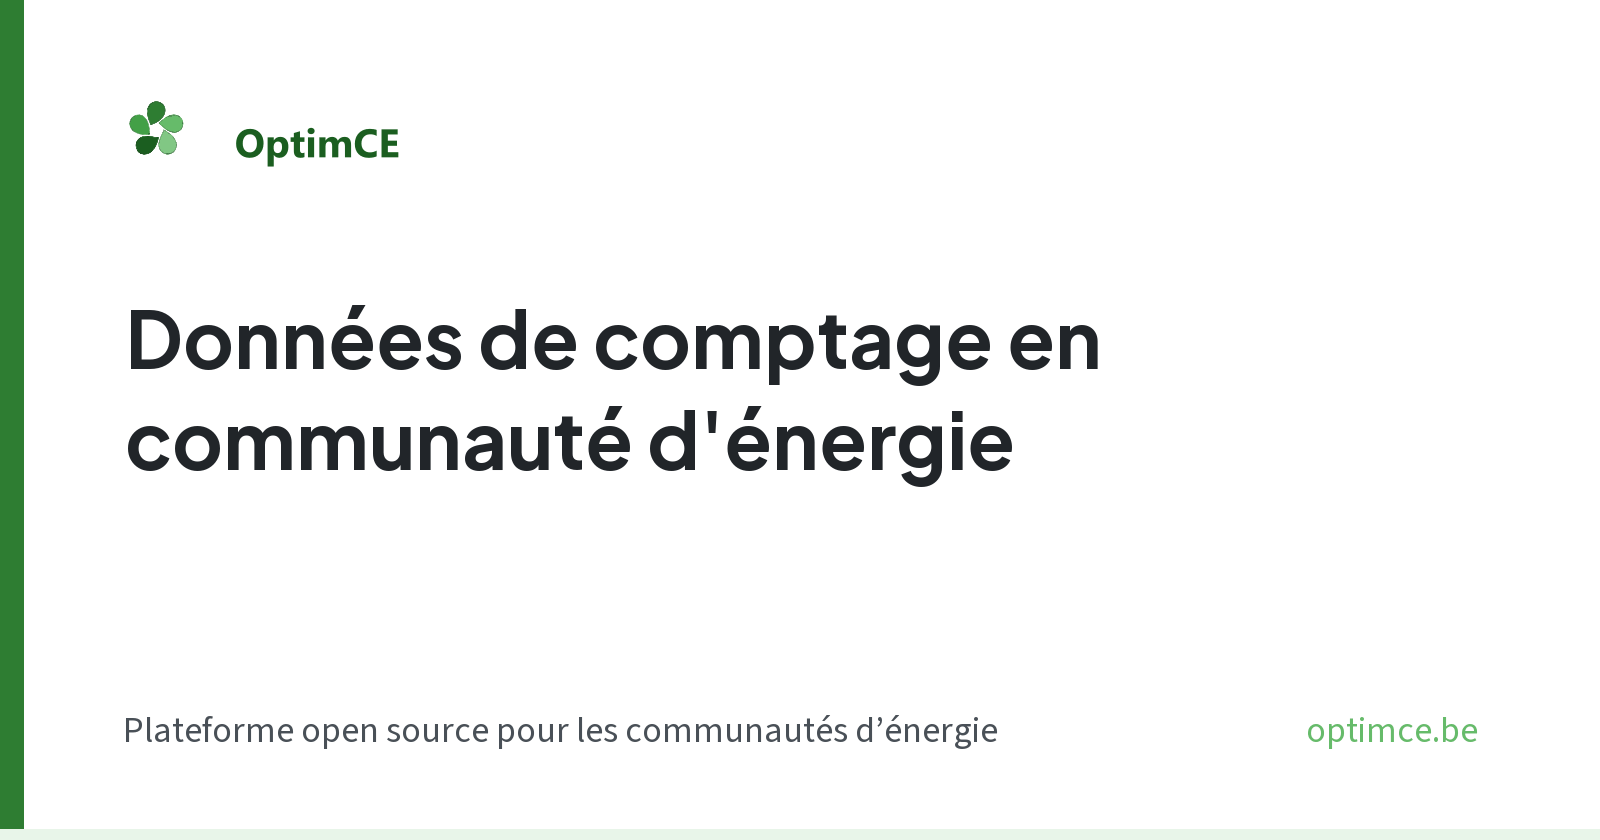 OptimCE
Données de comptage en
communauté d'énergie
Plateforme open source pour les communautés d’énergie
optimce.be